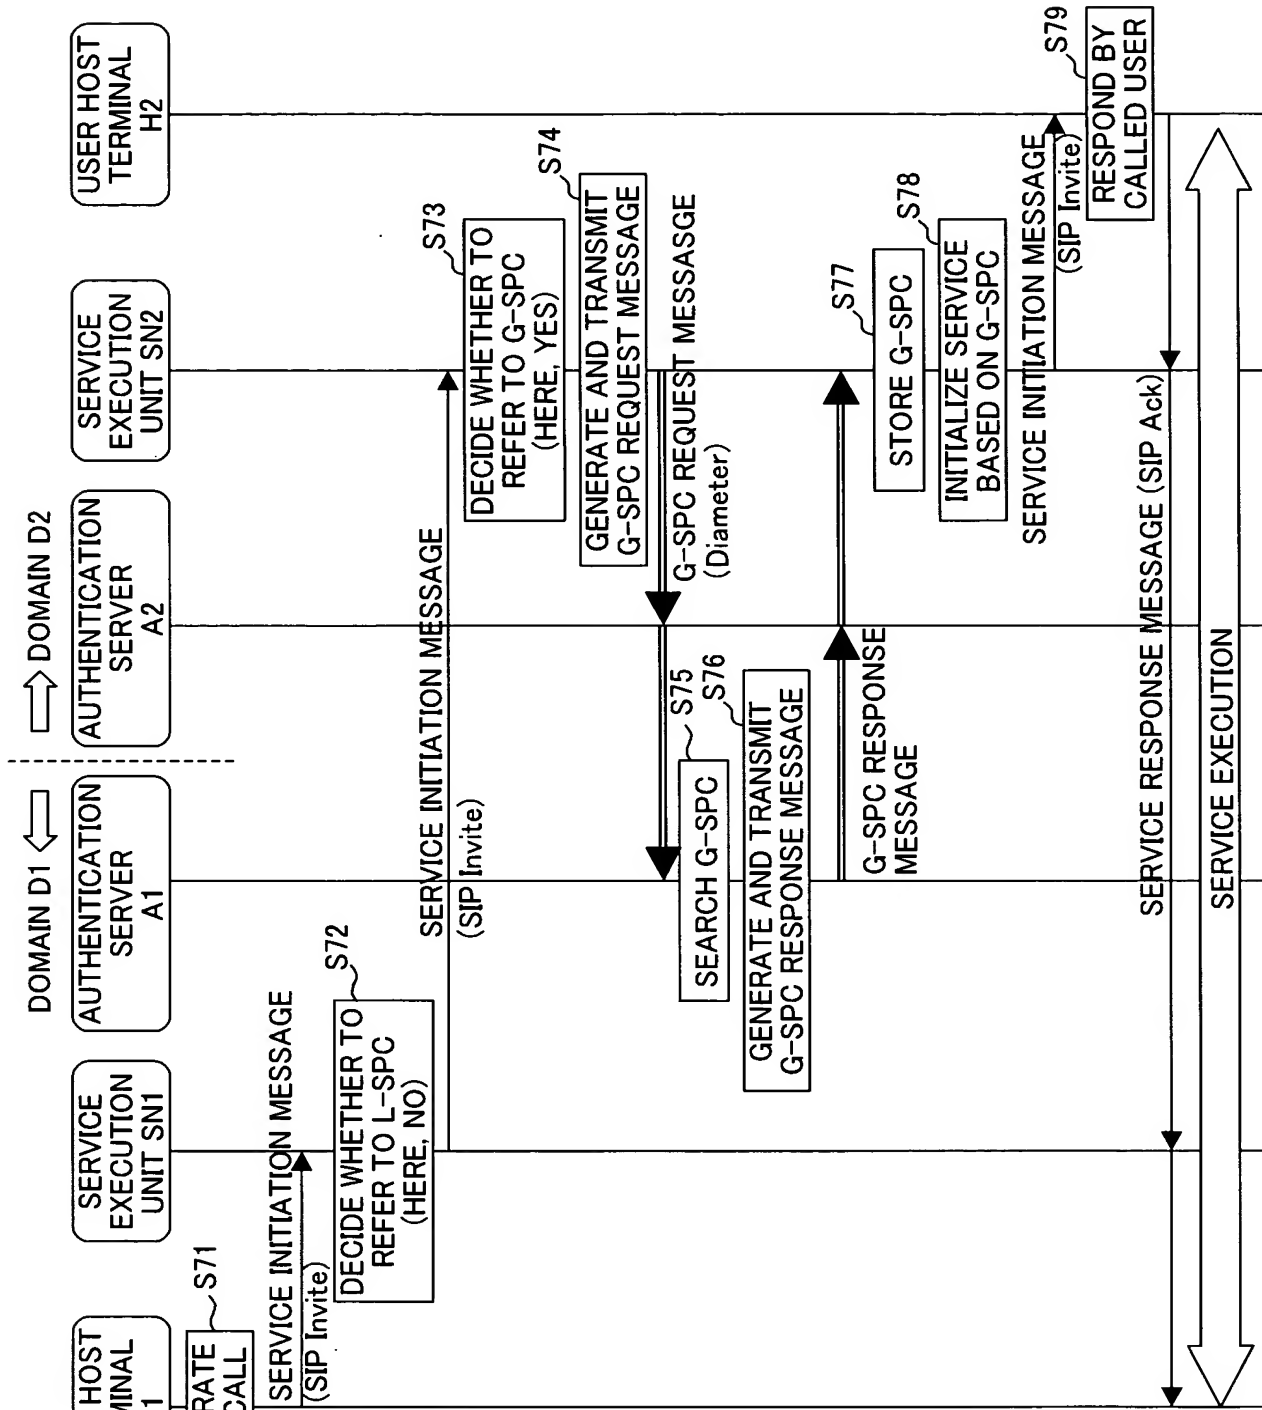 DOMAIN D1
DOMAIN D2
HOST
MINAL
1
SERVICE
EXECUTION
UNIT SN1
AUTHENTICATION
SERVER
A1
AUTHENTICATION
SERVER
A2
SERVICE
EXECUTION
UNIT SN2
USER HOST
TERMINAL
H2
RATE
CALL
S71
SERVICE INITIATION MESSAGE
(SIP Invite)
S72
DECIDE WHETHER TO
REFER TO L-SPC
(HERE, NO)
SERVICE INITIATION MESSAGE
(SIP Invite)
S73
DECIDE WHETHER TO
REFER TO G-SPC
(HERE, YES)
S74
GENERATE AND TRANSMIT
G-SPC REQUEST MESSAGE
G-SPC REQUEST MESSASGE
(Diameter)
S75
SEARCH G-SPC
S76
GENERATE AND TRANSMIT
G-SPC RESPONSE MESSAGE
G-SPC RESPONSE
MESSAGE
S77
STORE G-SPC
S78
INITIALIZE SERVICE
BASED ON G-SPC
SERVICE INITIATION MESSAGE
(SIP Invite)
S79
RESPOND BY
CALLED USER
SERVICE RESPONSE MESSAGE (SIP Ack)
SERVICE EXECUTION